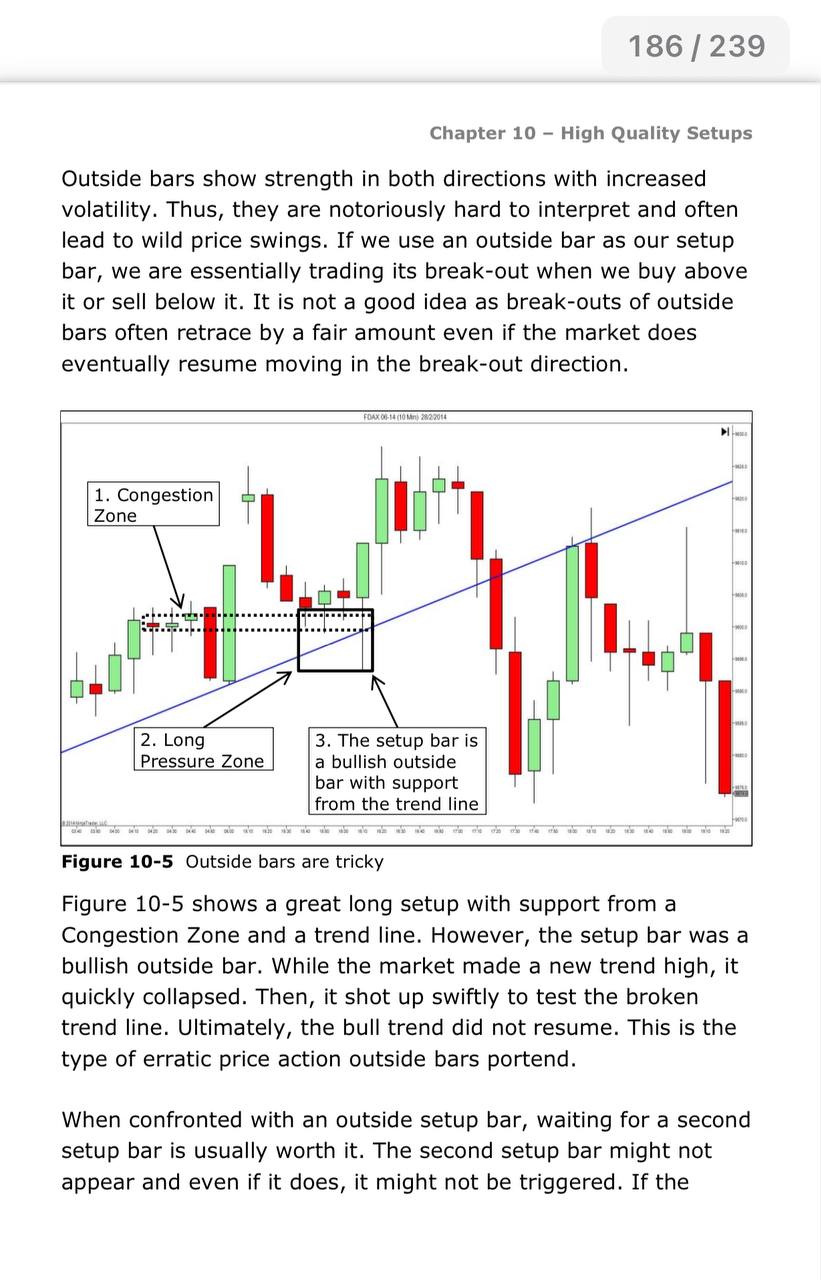 186 / 239
Chapter 10 – High Quality Setups
Outside bars show strength in both directions with increased
volatility. Thus, they are notoriously hard to interpret and often
lead to wild price swings. If we use an outside bar as our setup
bar, we are essentially trading its break-out when we buy above
it or sell below it. It is not a good idea as break-outs of outside
bars often retrace by a fair amount even if the market does
eventually resume moving in the break-out direction.
FDAX 06-14 (10 Min) 28/2/2014
1. Congestion
Zone
2. Long
Pressure Zone
3. The setup bar is
a bullish outside
bar with support
from the trend line
Figure 10-5 Outside bars are tricky
Figure 10-5 shows a great long setup with support from a
Congestion Zone and a trend line. However, the setup bar was a
bullish outside bar. While the market made a new trend high, it
quickly collapsed. Then, it shot up swiftly to test the broken
trend line. Ultimately, the bull trend did not resume. This is the
type of erratic price action outside bars portend.
When confronted with an outside setup bar, waiting for a second
setup bar is usually worth it. The second setup bar might not
appear and even if it does, it might not be triggered. If the